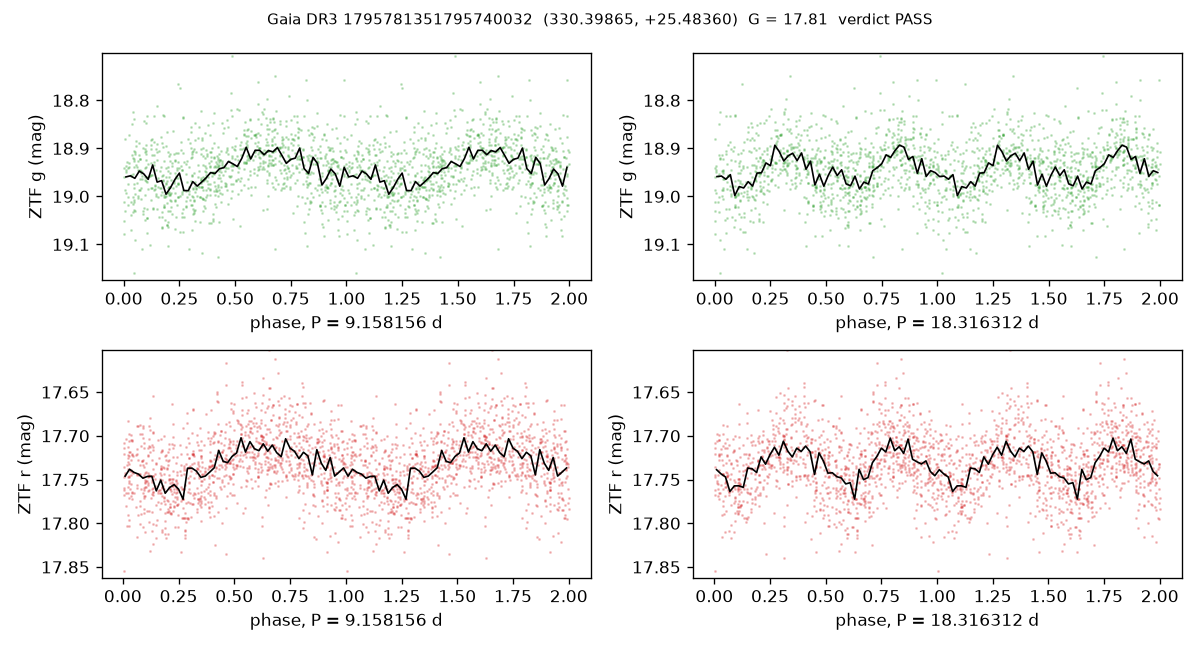 Gaia DR3 1795781351795740032  (330.39865, +25.48360)  G = 17.81  verdict PASS
ZTF g (mag)
18.8
18.9
19.0
19.1
0.00 0.25 0.50 0.75 1.00 1.25 1.50 1.75 2.00
phase, P = 9.158156 d
ZTF g (mag)
18.8
18.9
19.0
19.1
0.00 0.25 0.50 0.75 1.00 1.25 1.50 1.75 2.00
phase, P = 18.316312 d
ZTF r (mag)
17.65
17.70
17.75
17.80
17.85
0.00 0.25 0.50 0.75 1.00 1.25 1.50 1.75 2.00
phase, P = 9.158156 d
ZTF r (mag)
17.65
17.70
17.75
17.80
17.85
0.00 0.25 0.50 0.75 1.00 1.25 1.50 1.75 2.00
phase, P = 18.316312 d